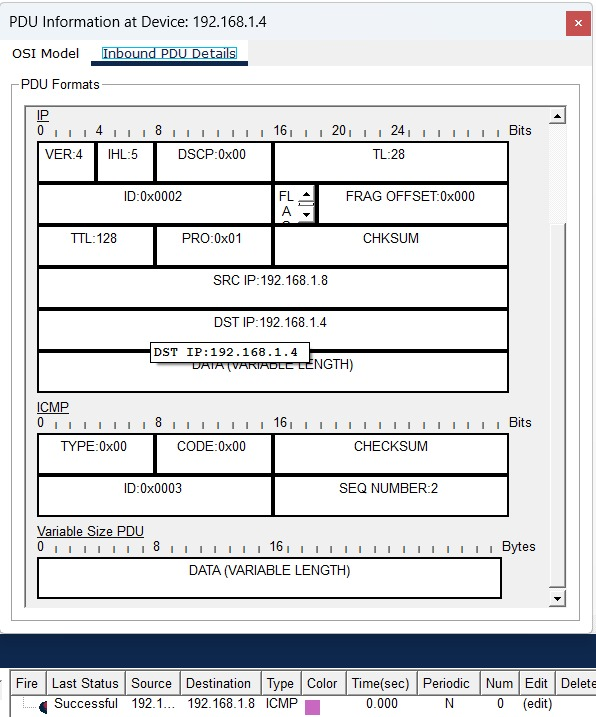 PDU Information at Device: 192.168.1.4
OSI Model Inbound PDU Details
PDU Formats
IP
0 4 8 16 20 24 Bits
VER:4 IHL:5 DSCP:0x00 TL:28
ID:0x0002 FL FRAG OFFSET:0x000
A
TTL:128 PRO:0x01 CHKSUM
SRC IP:192.168.1.8
DST IP:192.168.1.4
DST IP:192.168.1.4
DATA (VARIABLE LENGTH)
ICMP
0 8 16 Bits
TYPE:0x00 CODE:0x00 CHECKSUM
ID:0x0003 SEQ NUMBER:2
Variable Size PDU
0 8 16 Bytes
DATA (VARIABLE LENGTH)
Fire Last Status Source Destination Type Color Time(sec) Periodic Num Edit Delete
Successful 192.1... 192.168.1.8 ICMP 0.000 N 0 (edit)